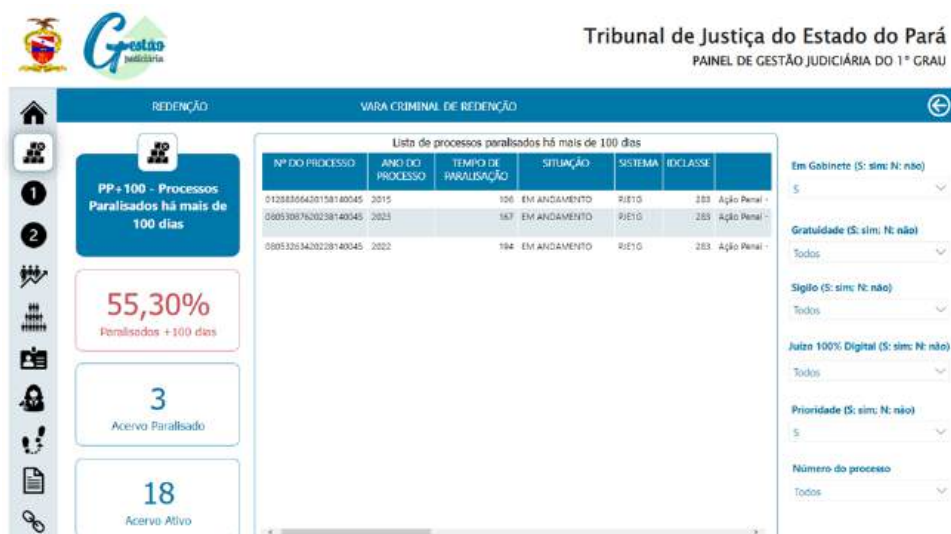 Gestão
judiciária
Tribunal de Justiça do Estado do Pará
PAINEL DE GESTÃO JUDICIÁRIA DO 1º GRAU
REDENÇÃO
VARA CRIMINAL DE REDENÇÃO
PP+100 - Processos
Paralisados há mais de
100 dias
55,30%
Paralisados +100 dias
3
Acervo Paralisado
18
Acervo Ativo
1
2
Lista de processos paralisados há mais de 100 dias
Nº DO PROCESSO ANO DO PROCESSO TEMPO DE PARALISAÇÃO SITUAÇÃO SISTEMA IDCLASSE
2015 106 EM ANDAMENTO PJE1G 283 Ação Penal -
08053087620238140045 2023 167 EM ANDAMENTO PJE1G 283 Ação Penal -
08053263420228140045 2022 194 EM ANDAMENTO PJE1G 283 Ação Penal -
Em Gabinete (S: sim; N: não)
S
Gratuidade (S: sim; N: não)
Todos
Sigilo (S: sim; N: não)
Todos
Juízo 100% Digital (S: sim; N: não)
Todos
Prioridade (S: sim; N: não)
S
Número do processo
Todos